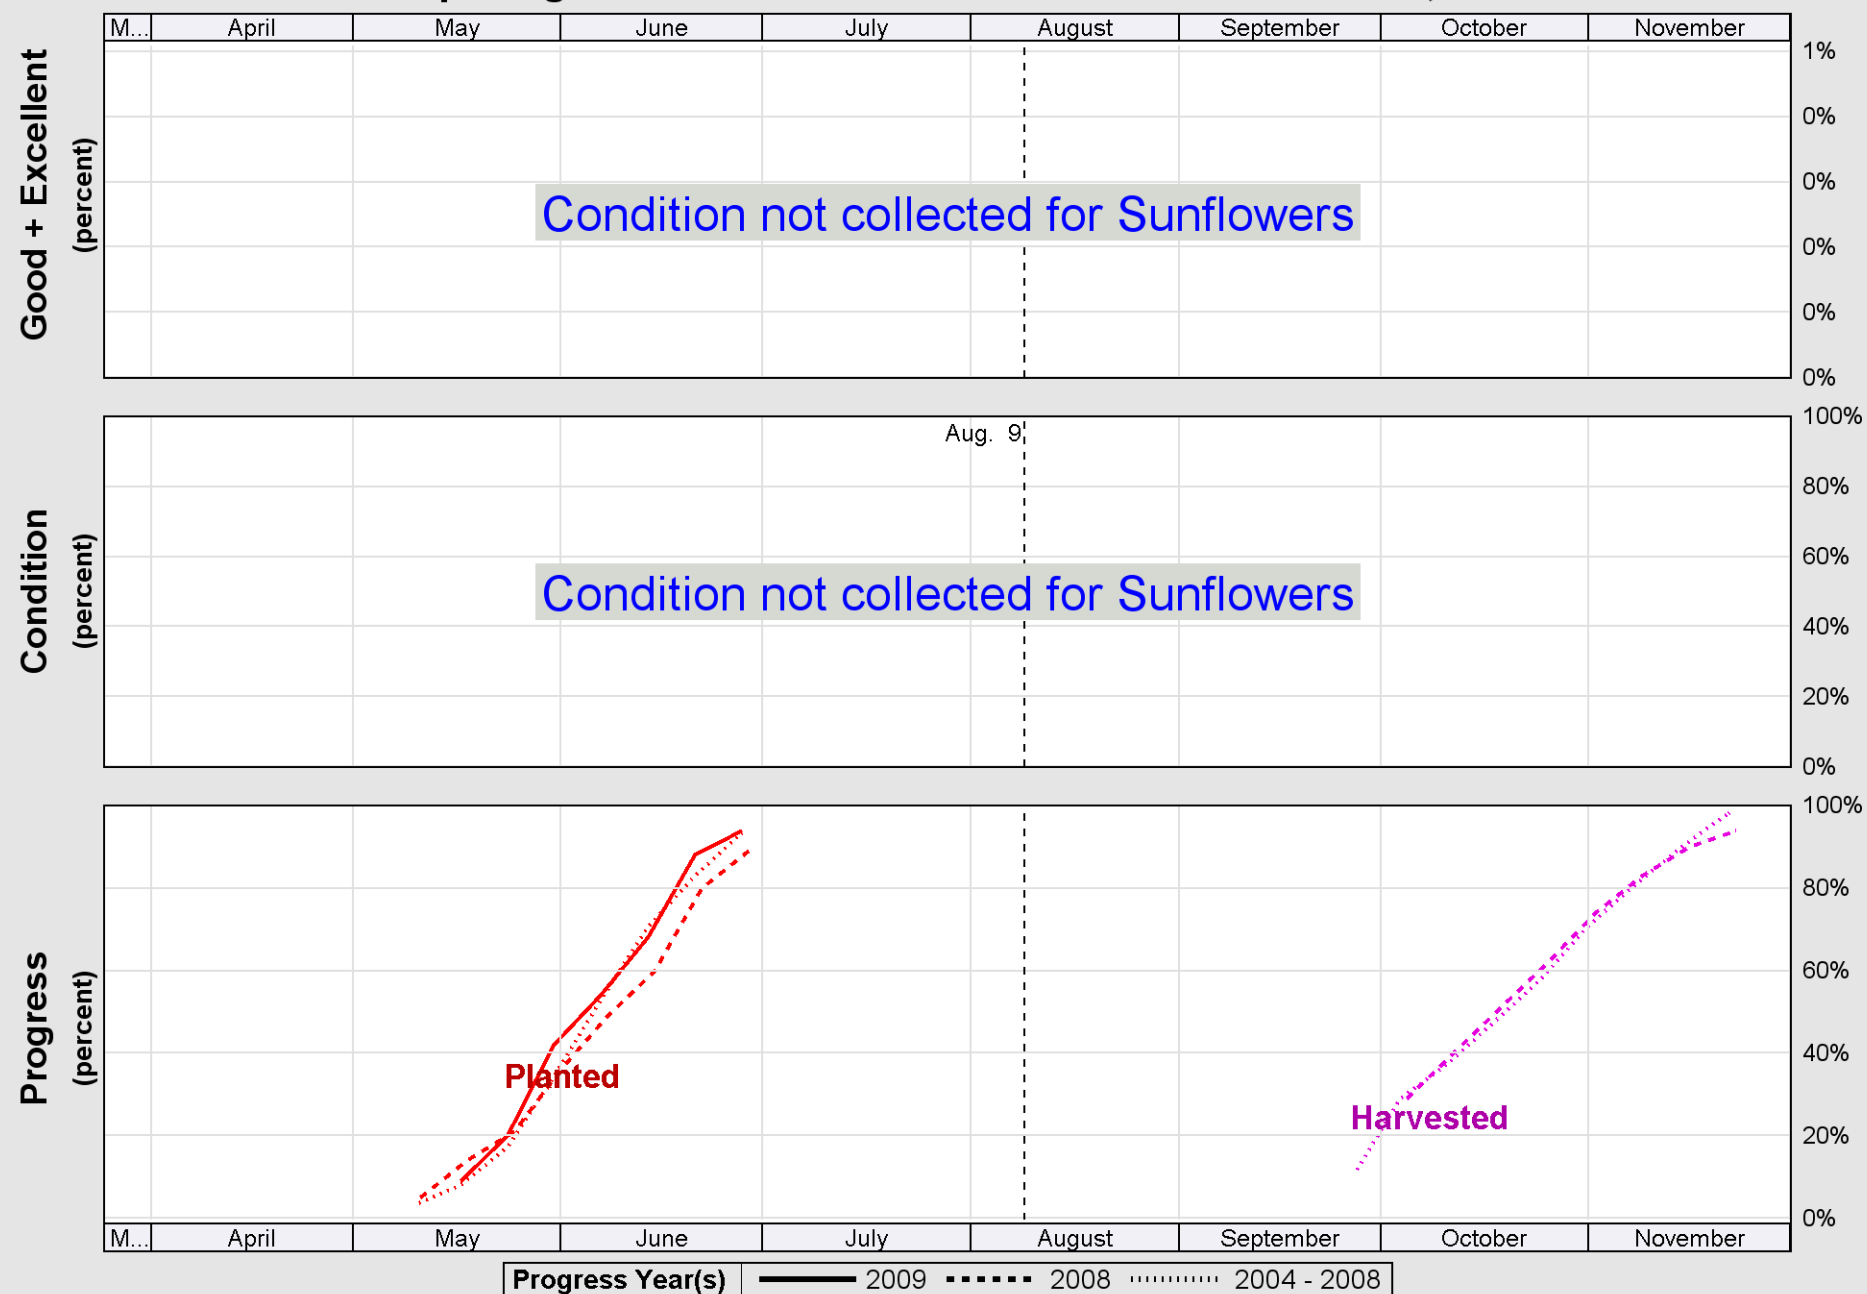 M... April May June July August September October November
Good + Excellent
(percent)
1%
0%
0%
0%
0%
0%
Condition not collected for Sunflowers
Condition
(percent)
Aug. 9
100%
80%
60%
40%
20%
0%
Condition not collected for Sunflowers
Progress
(percent)
100%
80%
60%
40%
20%
0%
Planted
Harvested
M... April May June July August September October November
Progress Year(s) 2009 2008 2004 - 2008